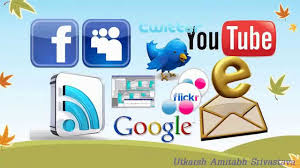 f
twitter
YouTube
flickr
e
Google
Utkarsh Amitabh Srivastava